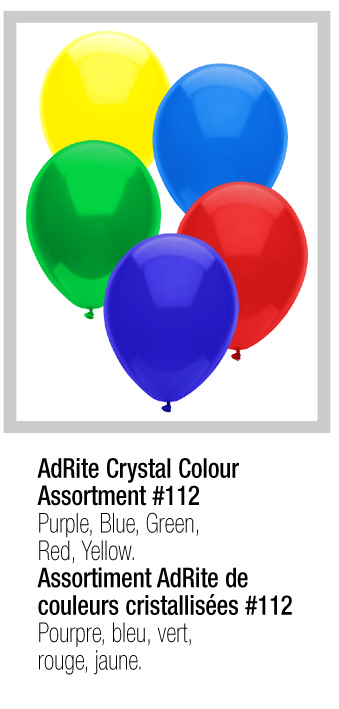 AdRite Crystal Colour
Assortment #112
Purple, Blue, Green,
Red, Yellow.
Assortiment AdRite de
couleurs cristallisées #112
Pourpre, bleu, vert,
rouge, jaune.